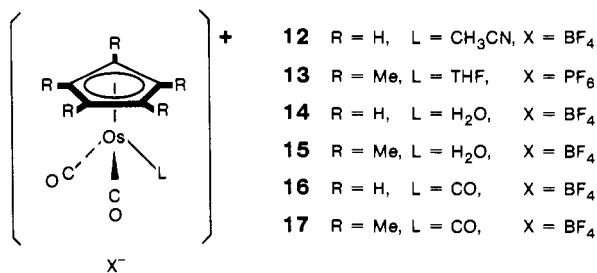 R
R R
R R
Os
OC
C
O
L
+
X⁻
12 R = H, L = CH₃CN, X = BF₄
13 R = Me, L = THF, X = PF₆
14 R = H, L = H₂O, X = BF₄
15 R = Me, L = H₂O, X = BF₄
16 R = H, L = CO, X = BF₄
17 R = Me, L = CO, X = BF₄